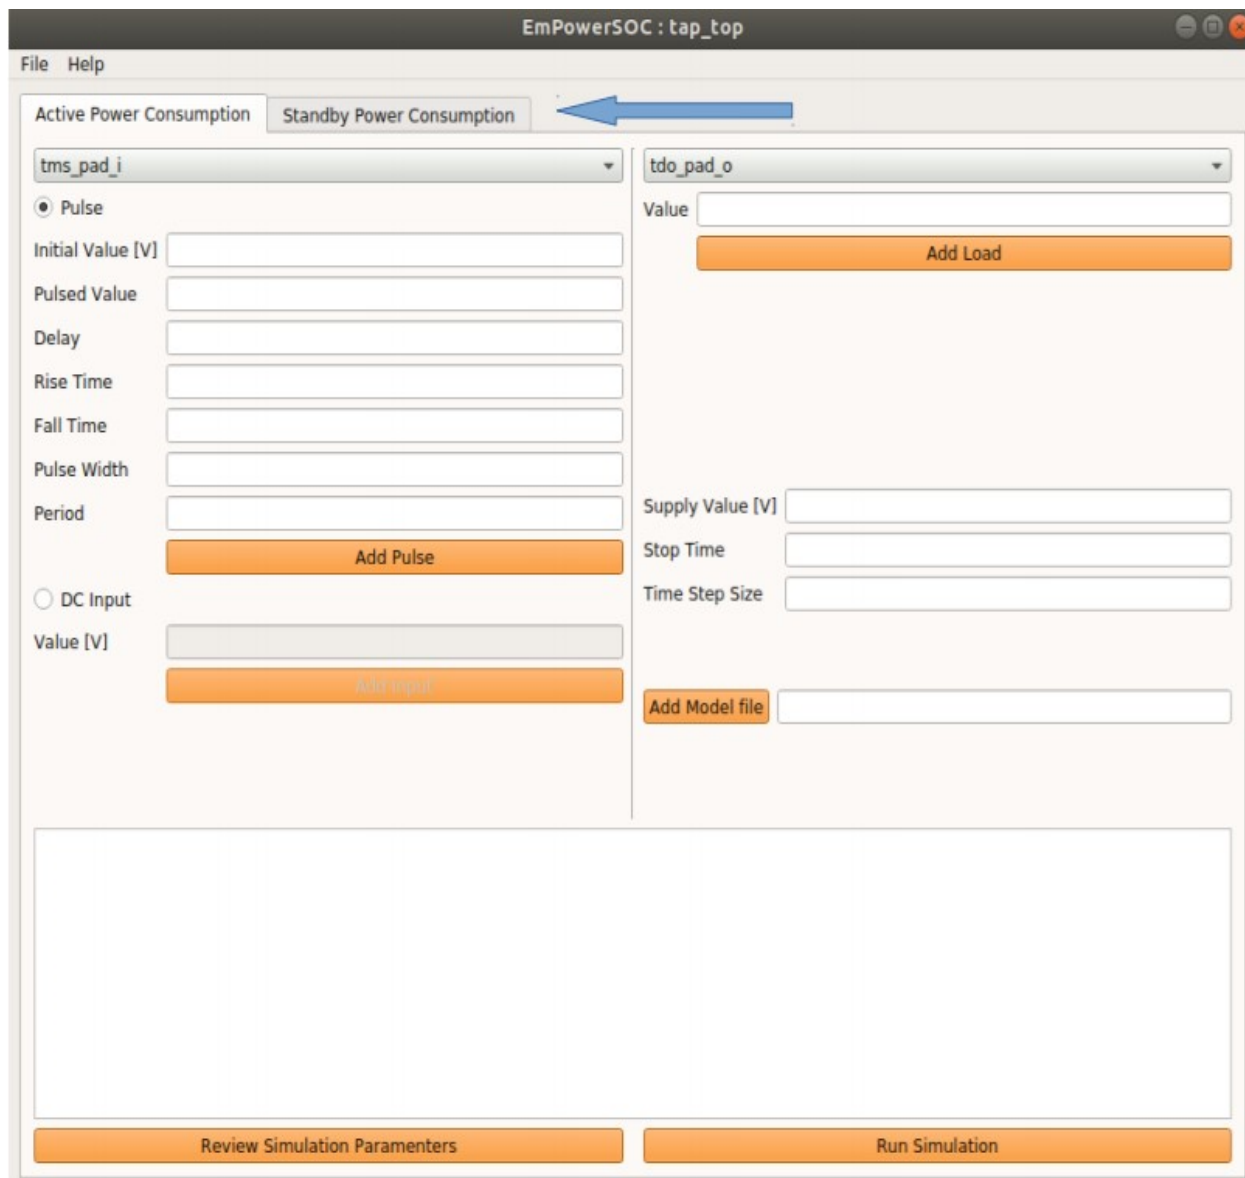 EmPowerSOC : tap_top
File Help
Active Power Consumption
Standby Power Consumption
tms_pad_i
Pulse
Initial Value [V]
Pulsed Value
Delay
Rise Time
Fall Time
Pulse Width
Period
Add Pulse
DC Input
Value [V]
Add Input
tdo_pad_o
Value
Add Load
Supply Value [V]
Stop Time
Time Step Size
Add Model file
Review Simulation Paramenters
Run Simulation